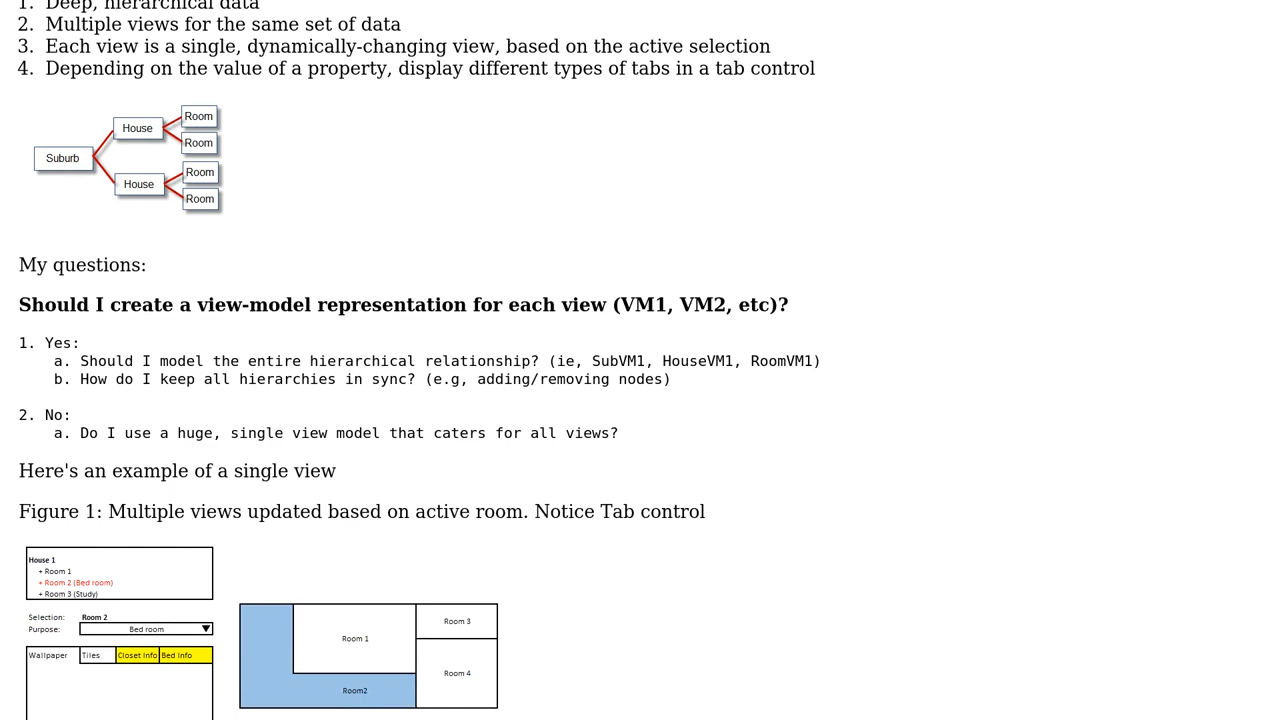 1. Deep, hierarchical data
2. Multiple views for the same set of data
3. Each view is a single, dynamically-changing view, based on the active selection
4. Depending on the value of a property, display different types of tabs in a tab control
Suburb
House
Room
Room
House
Room
Room
My questions:
Should I create a view-model representation for each view (VM1, VM2, etc)?
1. Yes:
a. Should I model the entire hierarchical relationship? (ie, SubVM1, HouseVM1, RoomVM1)
b. How do I keep all hierarchies in sync? (e.g, adding/removing nodes)
2. No:
a. Do I use a huge, single view model that caters for all views?
Here's an example of a single view
Figure 1: Multiple views updated based on active room. Notice Tab control
House 1
+ Room 1
+ Room 2 (Bed room)
+ Room 3 (Study)
Selection: Room 2
Purpose: Bed room
Wallpaper Tiles Closet Info Bed Info
Room 1
Room 3
Room 4
Room2